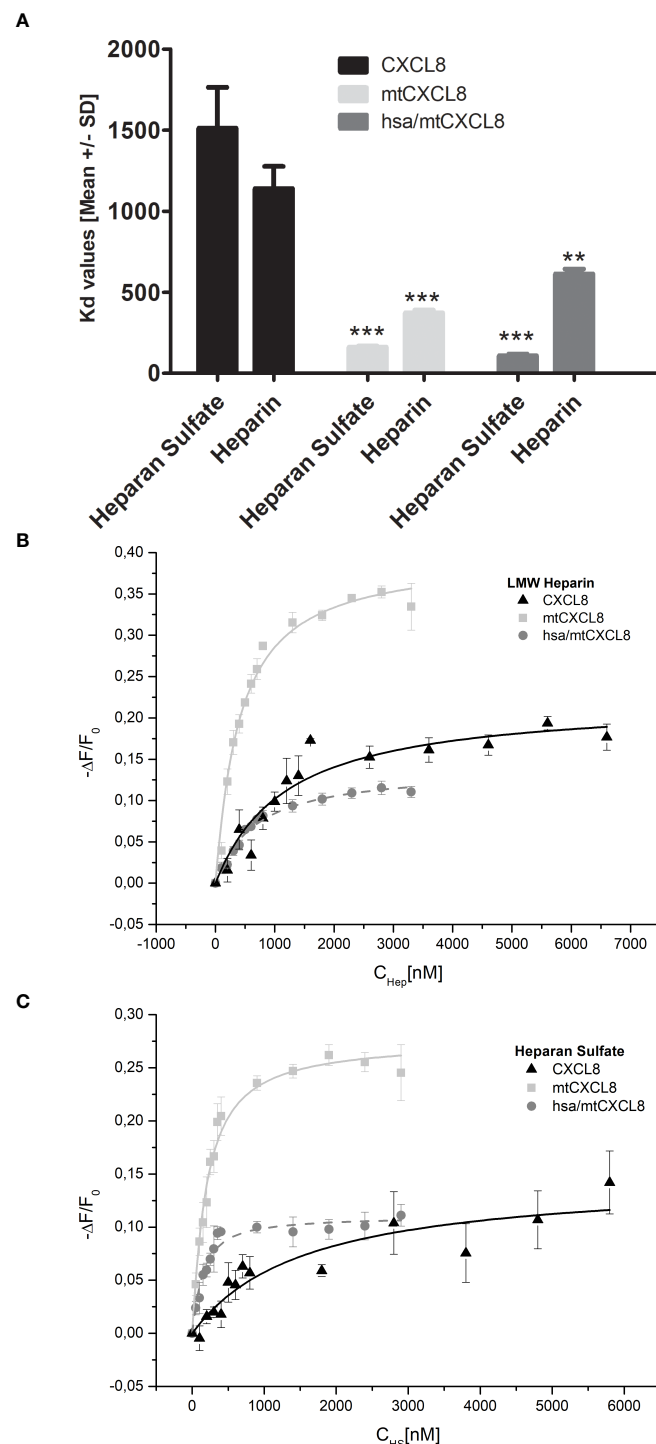 A
2000
1500
1000
500
0
Kd values [Mean +/- SD]
CXCL8
mtCXCL8
hsa/mtCXCL8
***
***
***
**
Heparan Sulfate
Heparin
Heparan Sulfate
Heparin
Heparan Sulfate
Heparin
B
0,40
0,35
0,30
0,25
0,20
0,15
0,10
0,05
0,00
-0,05
-ΔF/F0
LMW Heparin
CXCL8
mtCXCL8
hsa/mtCXCL8
-1000 0 1000 2000 3000 4000 5000 6000 7000
CHep[nM]
C
0,30
0,25
0,20
0,15
0,10
0,05
0,00
-0,05
-ΔF/F0
Heparan Sulfate
CXCL8
mtCXCL8
hsa/mtCXCL8
0 1000 2000 3000 4000 5000 6000
CHS[nM]